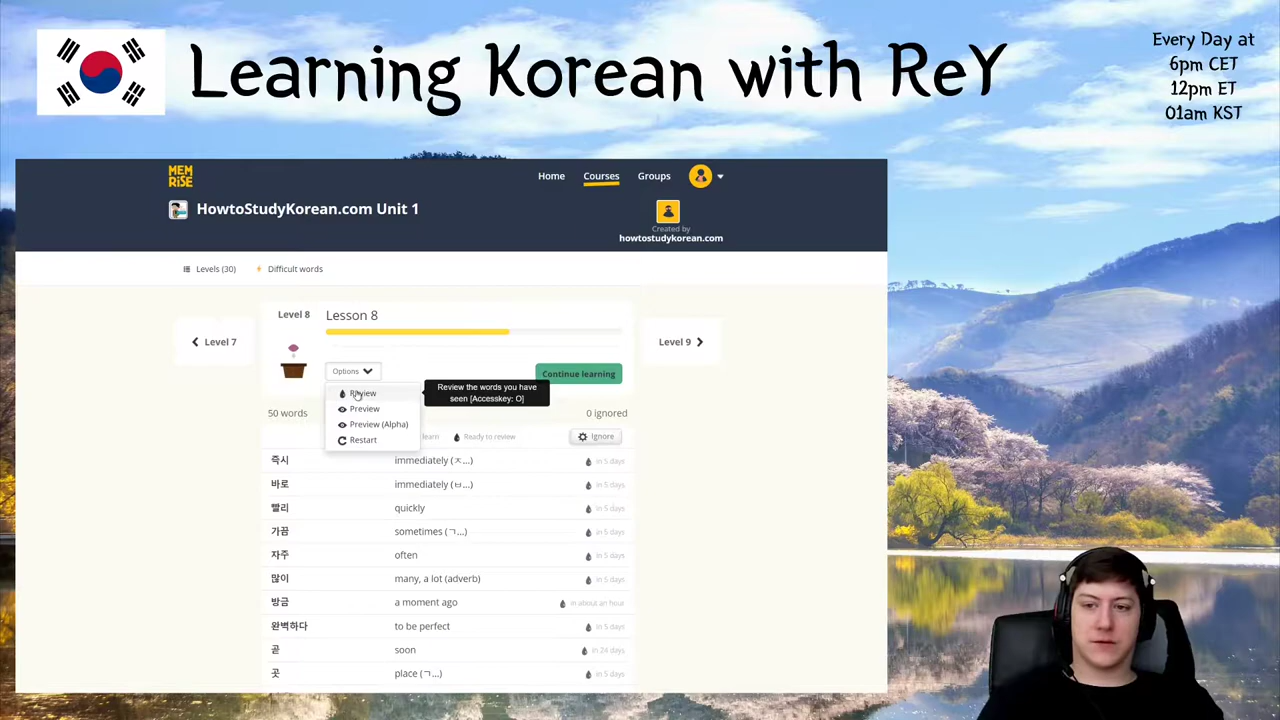 Learning Korean with ReY
Every Day at
6pm CET
12pm ET
01am KST
MEM
RiSE
Home
Courses
Groups
HowtoStudyKorean.com Unit 1
Created by
howtostudykorean.com
Levels (30)
Difficult words
Level 7
Level 8
Lesson 8
Level 9
Options
Continue learning
Review
Review the words you have
seen [Accesskey: O]
Preview
Preview (Alpha)
Restart
50 words
0 ignored
learn
Ready to review
Ignore
즉시 immediately (ㅈ...) in 5 days
바로 immediately (ㅂ...) in 5 days
빨리 quickly in 5 days
가끔 sometimes (ㄱ...) in 5 days
자주 often in 5 days
많이 many, a lot (adverb) in 5 days
방금 a moment ago in about an hour
완벽하다 to be perfect in 5 days
곧 soon in 24 days
곳 place (ㄱ...) in 5 days